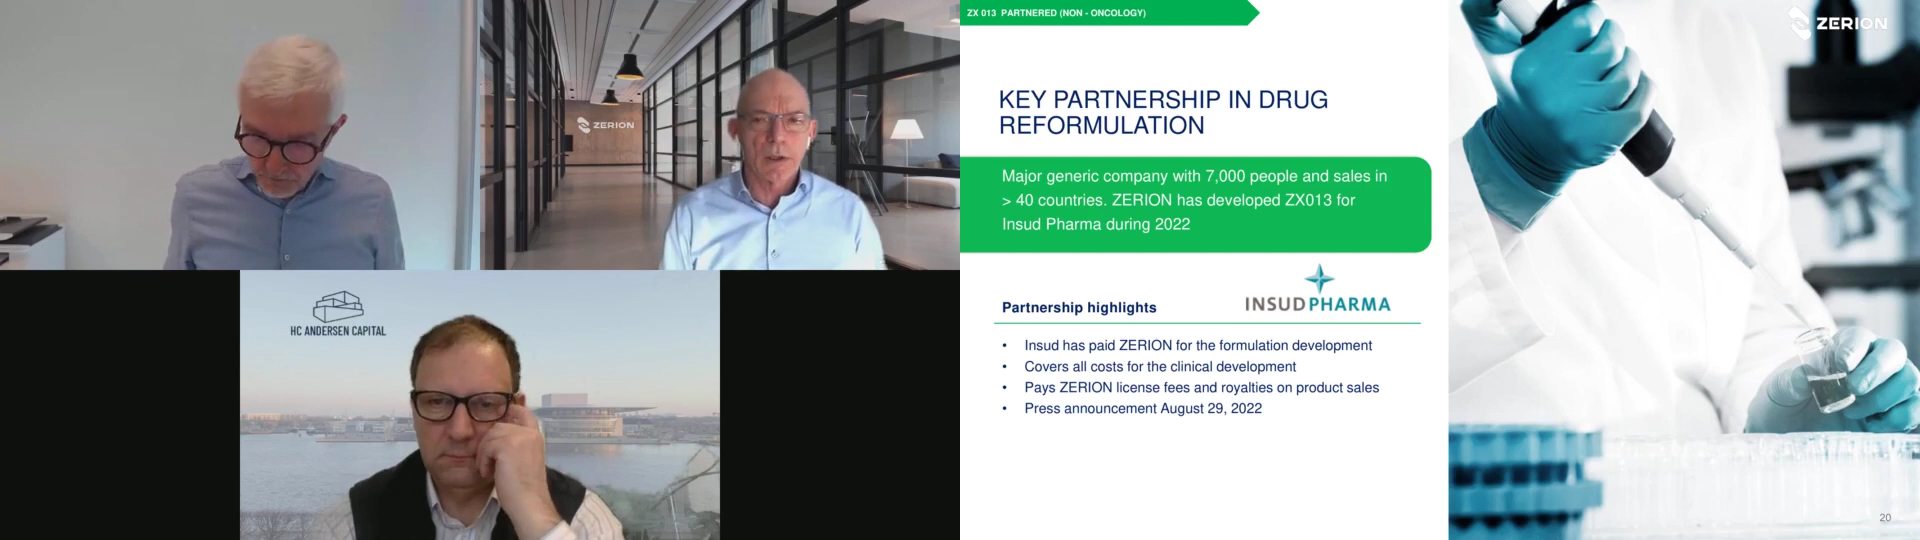 ZERION
HC ANDERSEN CAPITAL
ZX 013 PARTNERED (NON - ONCOLOGY)
ZERION
KEY PARTNERSHIP IN DRUG
REFORMULATION
Major generic company with 7,000 people and sales in
> 40 countries. ZERION has developed ZX013 for
Insud Pharma during 2022
Partnership highlights
INSUDPHARMA
• Insud has paid ZERION for the formulation development
• Covers all costs for the clinical development
• Pays ZERION license fees and royalties on product sales
• Press announcement August 29, 2022
20